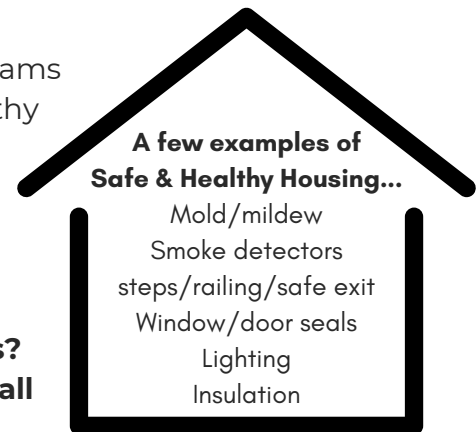 A few examples of
Safe & Healthy Housing...
Mold/mildew
Smoke detectors
steps/railing/safe exit
Window/door seals
Lighting
Insulation
all